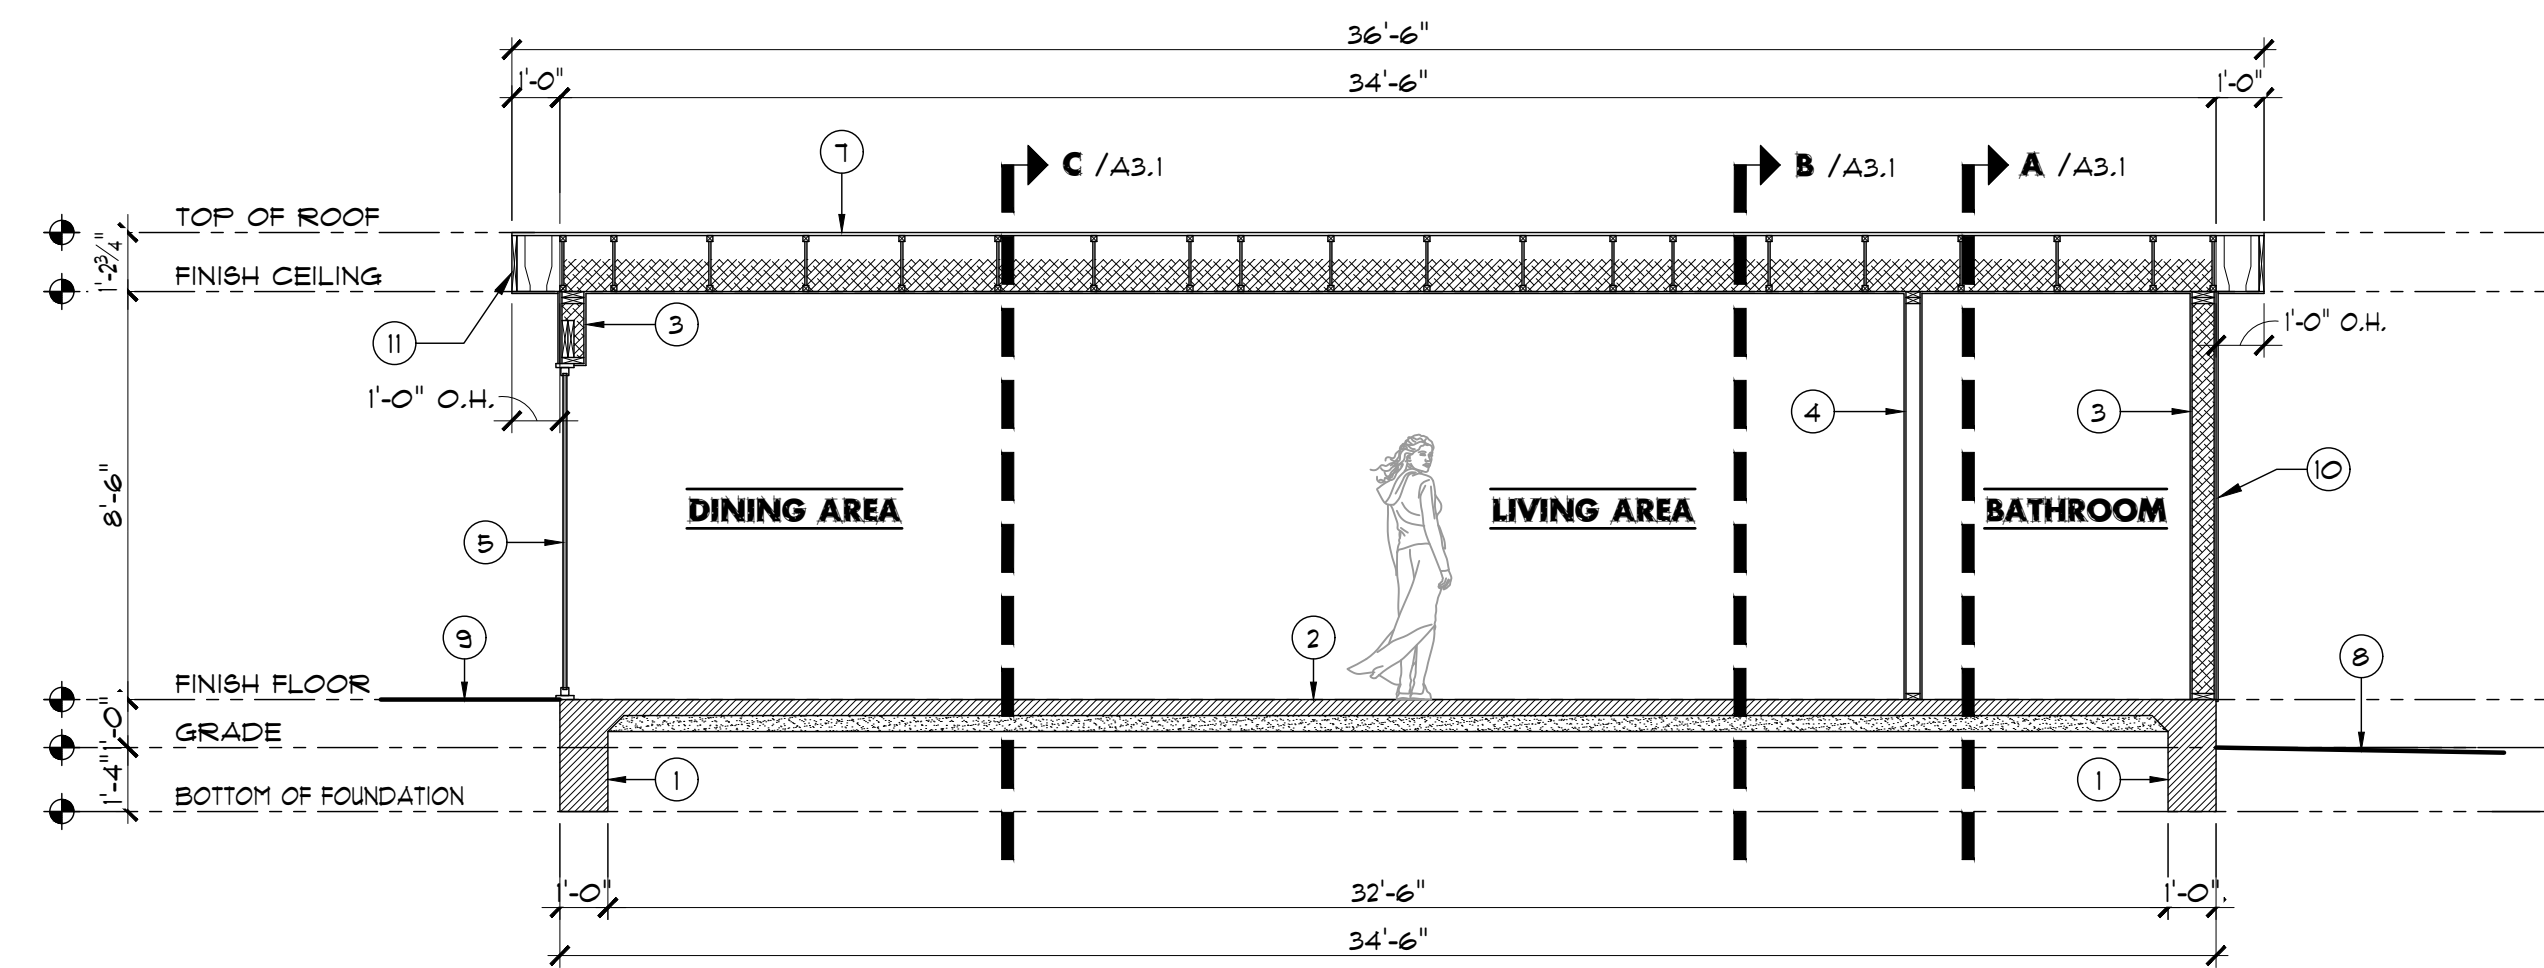 36'-6"
1'-0" 34'-6" 1'-0"
7
C /A3.1 B /A3.1 A /A3.1
TOP OF ROOF
1'-2¾"
FINISH CEILING
3
11
1'-0" O.H.
1'-0" O.H.
4
3
10
8'-6"
DINING AREA LIVING AREA BATHROOM
5
9
2
8
FINISH FLOOR
1'-0"
GRADE
1'-4"
1
1
BOTTOM OF FOUNDATION
1'-0" 32'-6" 1'-0"
34'-6"